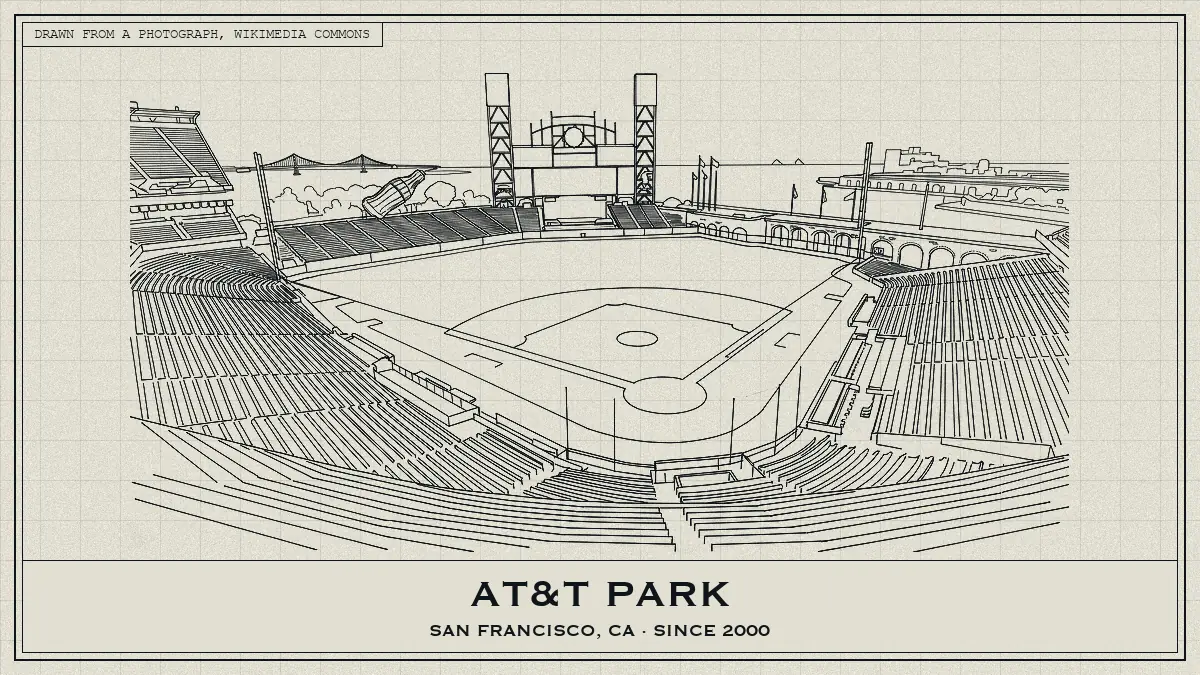 DRAWN FROM A PHOTOGRAPH, WIKIMEDIA COMMONS
AT&T PARK
SAN FRANCISCO, CA · SINCE 2000